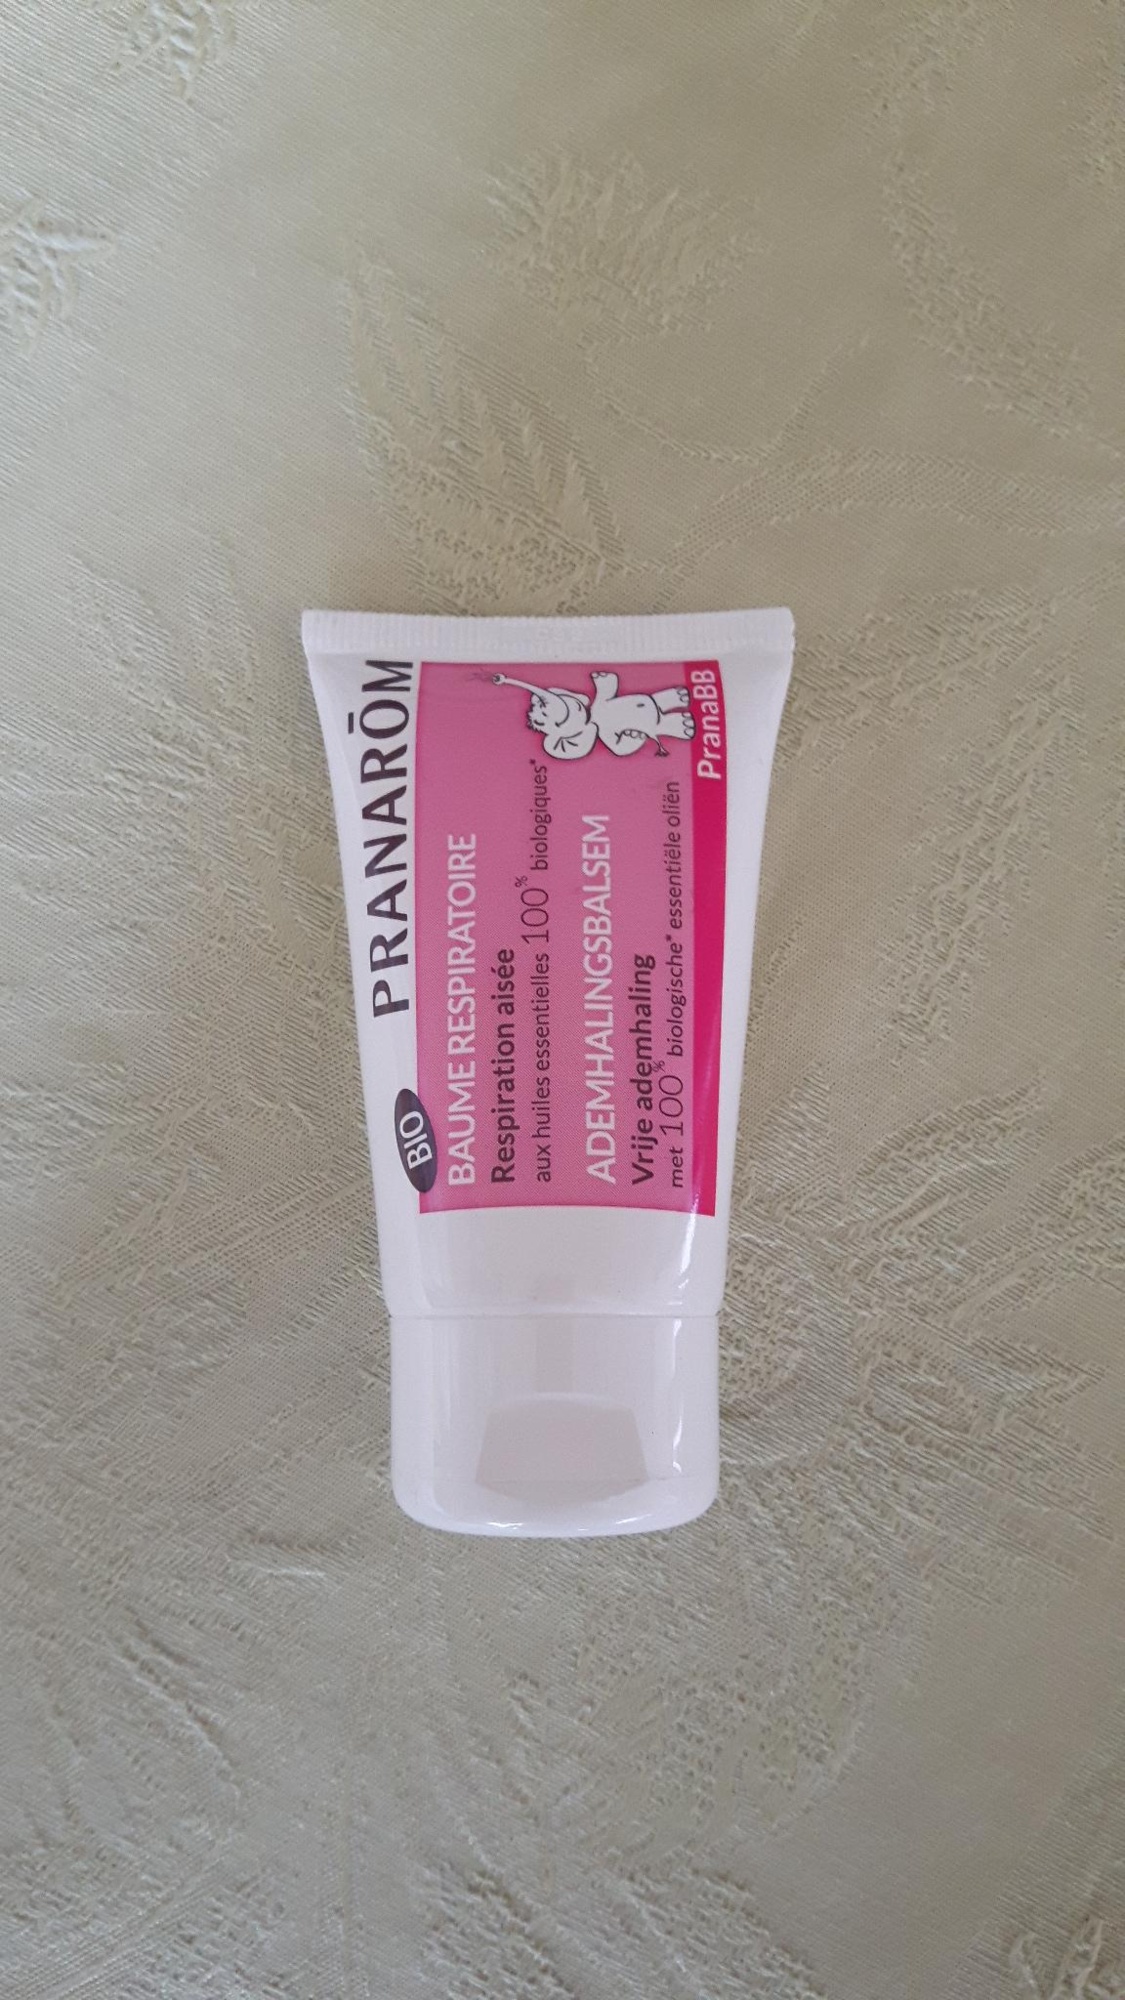 PRANARŌM
BIO
BAUME RESPIRATOIRE
Respiration aisée
aux huiles essentielles 100% biologiques*
ADEMHALINGSBALSEM
Vrije ademhaling
met 100% biologische* essentiële oliën
PranaBB